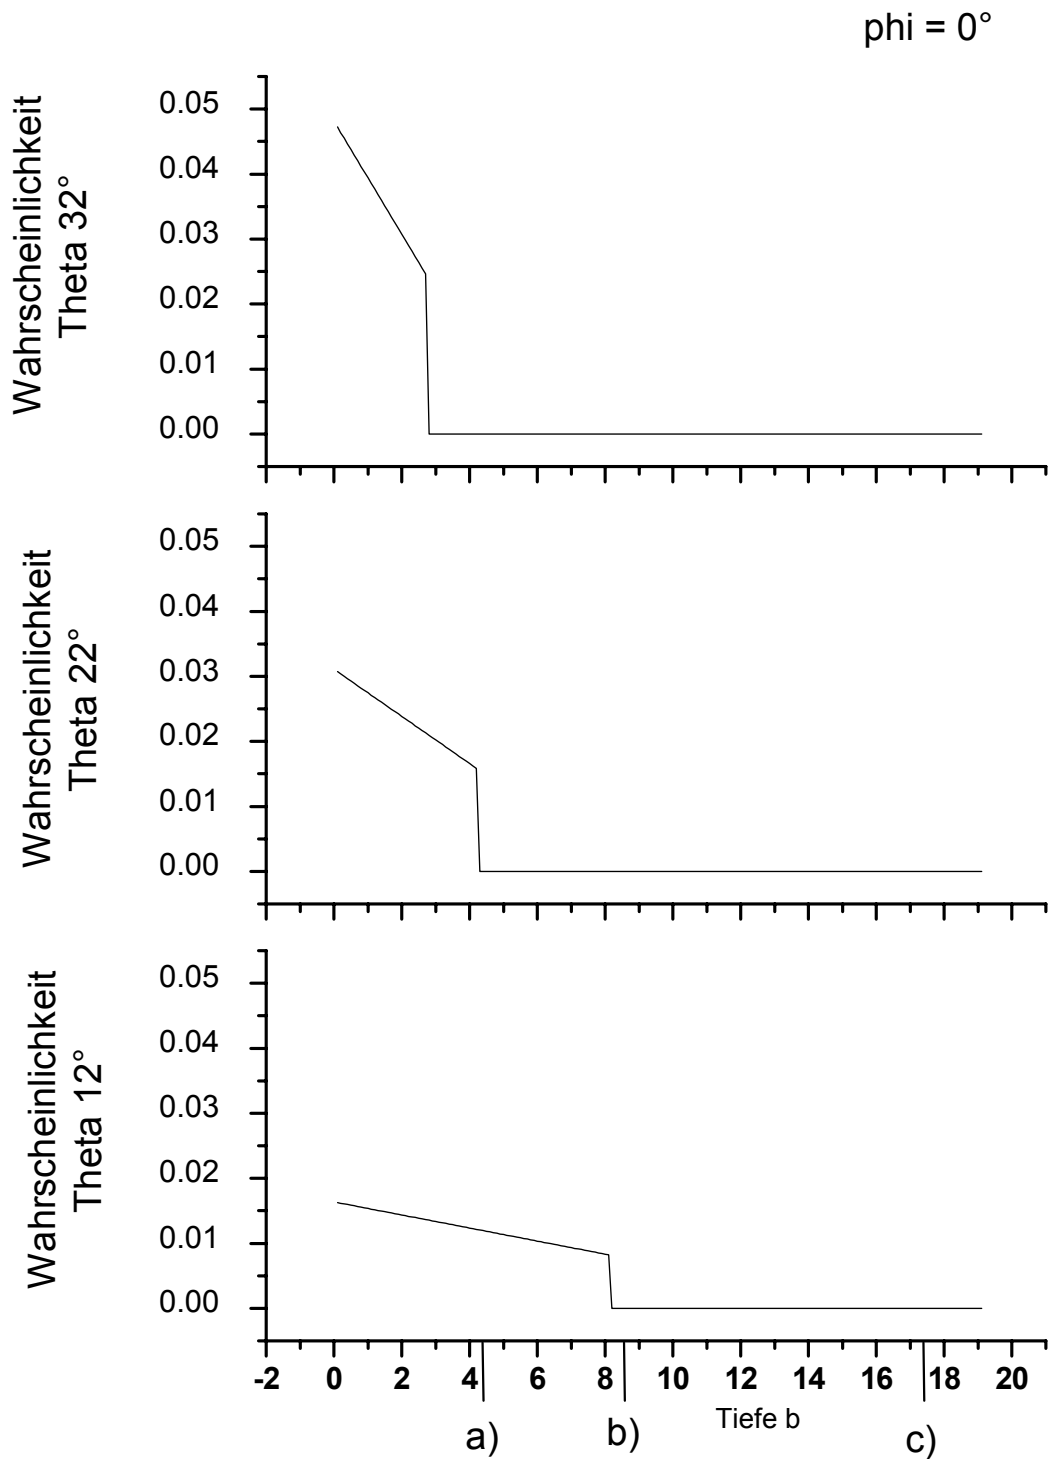 phi = 0°
Wahrscheinlichkeit
Theta 32°
0.05
0.04
0.03
0.02
0.01
0.00
Wahrscheinlichkeit
Theta 22°
0.05
0.04
0.03
0.02
0.01
0.00
Wahrscheinlichkeit
Theta 12°
0.05
0.04
0.03
0.02
0.01
0.00
-2 0 2 4 6 8 10 12 14 16 18 20
Tiefe b
a) b) c)